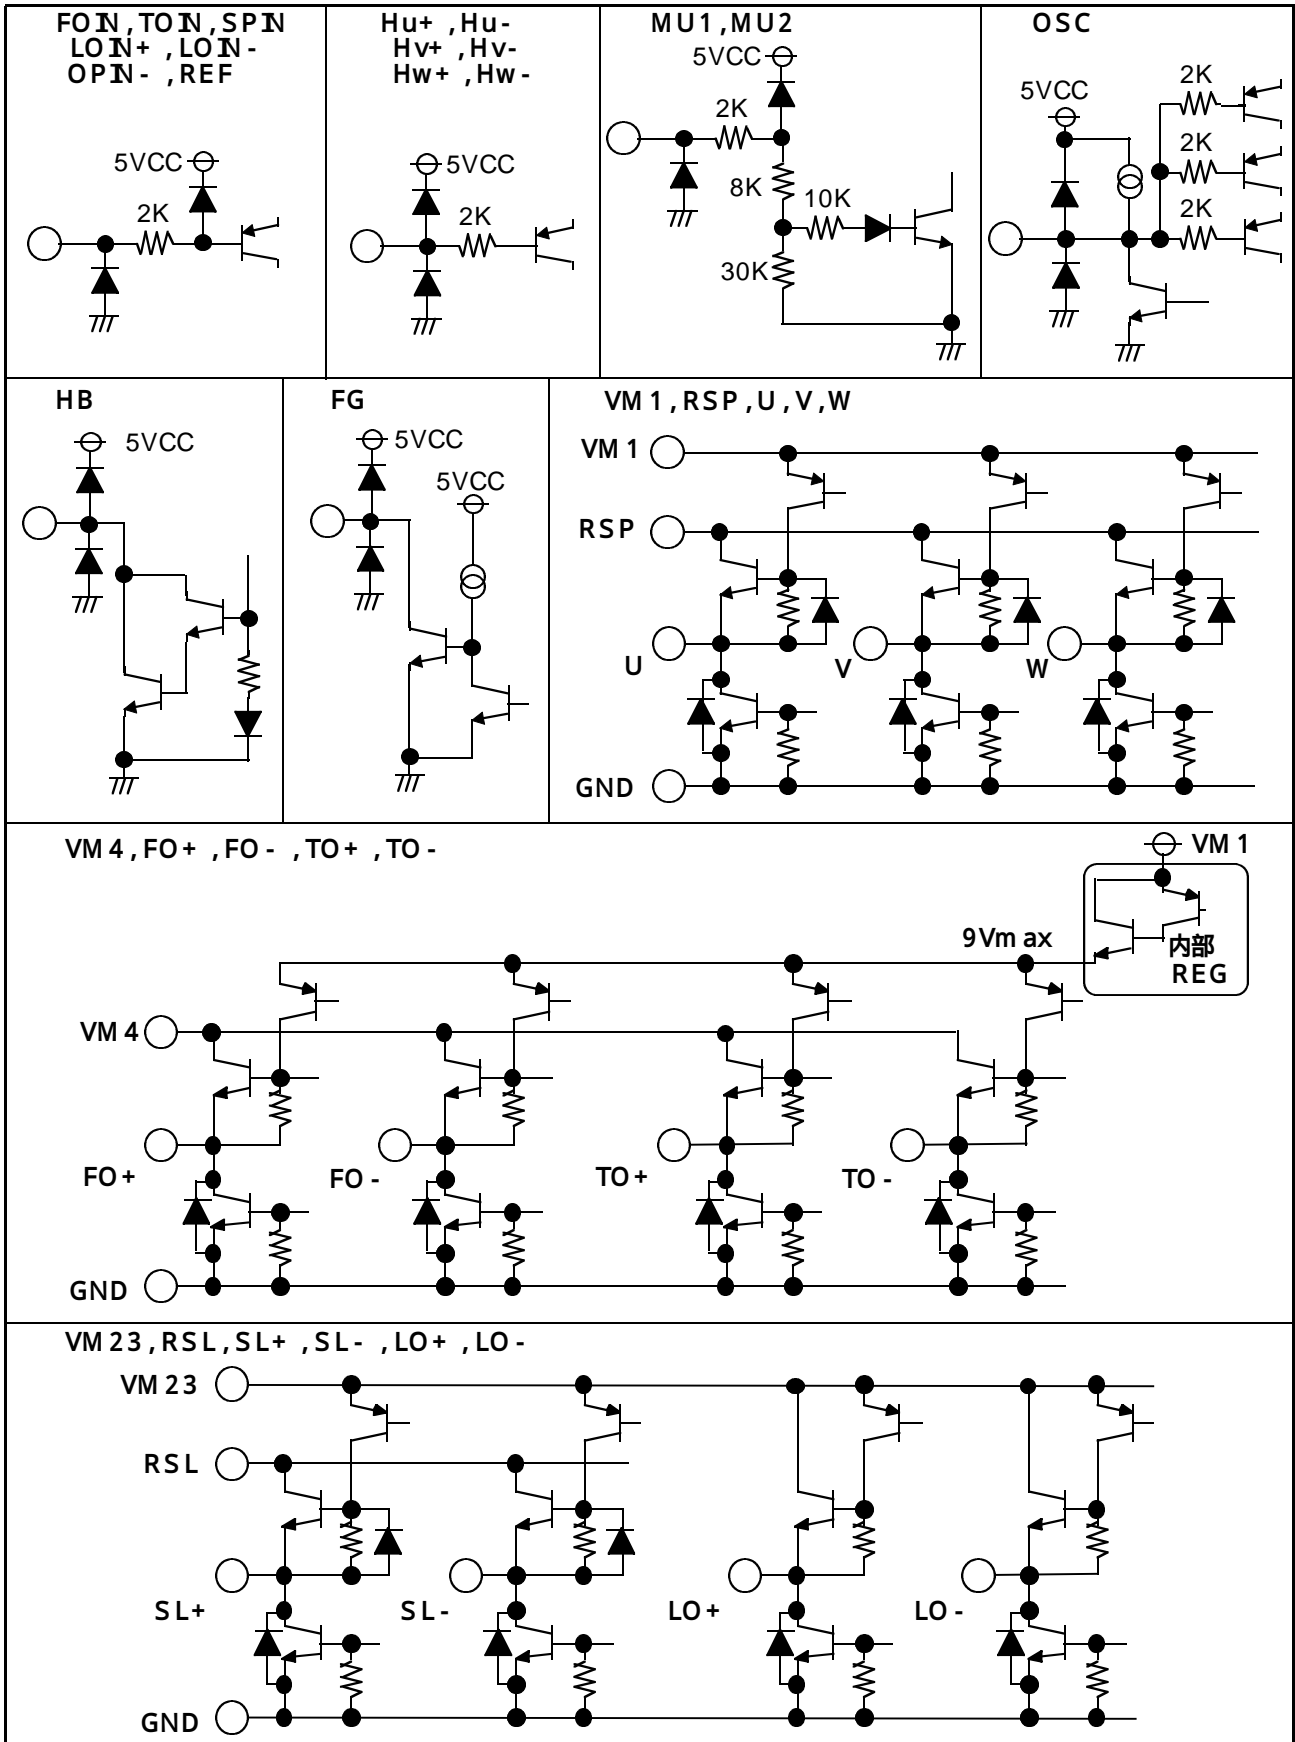 FOIN,TOIN,SPIN
LOIN+ ,LOIN-
OPIN- ,REF
5VCC
2K
Hu+ ,Hu-
Hv+ ,Hv-
Hw+ ,Hw-
5VCC
2K
MU1,MU2
5VCC
2K
8K
10K
30K
OSC
5VCC
2K
2K
2K
HB
5VCC
FG
5VCC
5VCC
VM1,RSP,U,V,W
VM1
RSP
U
V
W
GND
VM4,FO+ ,FO- ,TO+ ,TO-
VM1
9Vmax
内部
REG
VM4
FO+
FO-
TO+
TO-
GND
VM23,RSL,SL+ ,SL- ,LO+ ,LO-
VM23
RSL
SL+
SL-
LO+
LO-
GND